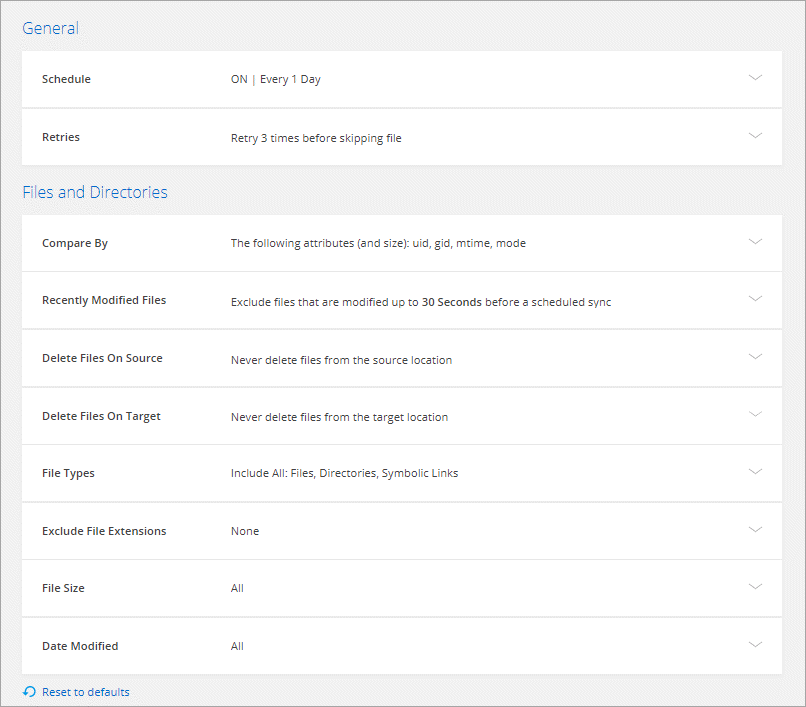 General
Schedule ON | Every 1 Day
Retries Retry 3 times before skipping file
Files and Directories
Compare By The following attributes (and size): uid, gid, mtime, mode
Recently Modified Files Exclude files that are modified up to 30 Seconds before a scheduled sync
Delete Files On Source Never delete files from the source location
Delete Files On Target Never delete files from the target location
File Types Include All: Files, Directories, Symbolic Links
Exclude File Extensions None
File Size All
Date Modified All
Reset to defaults